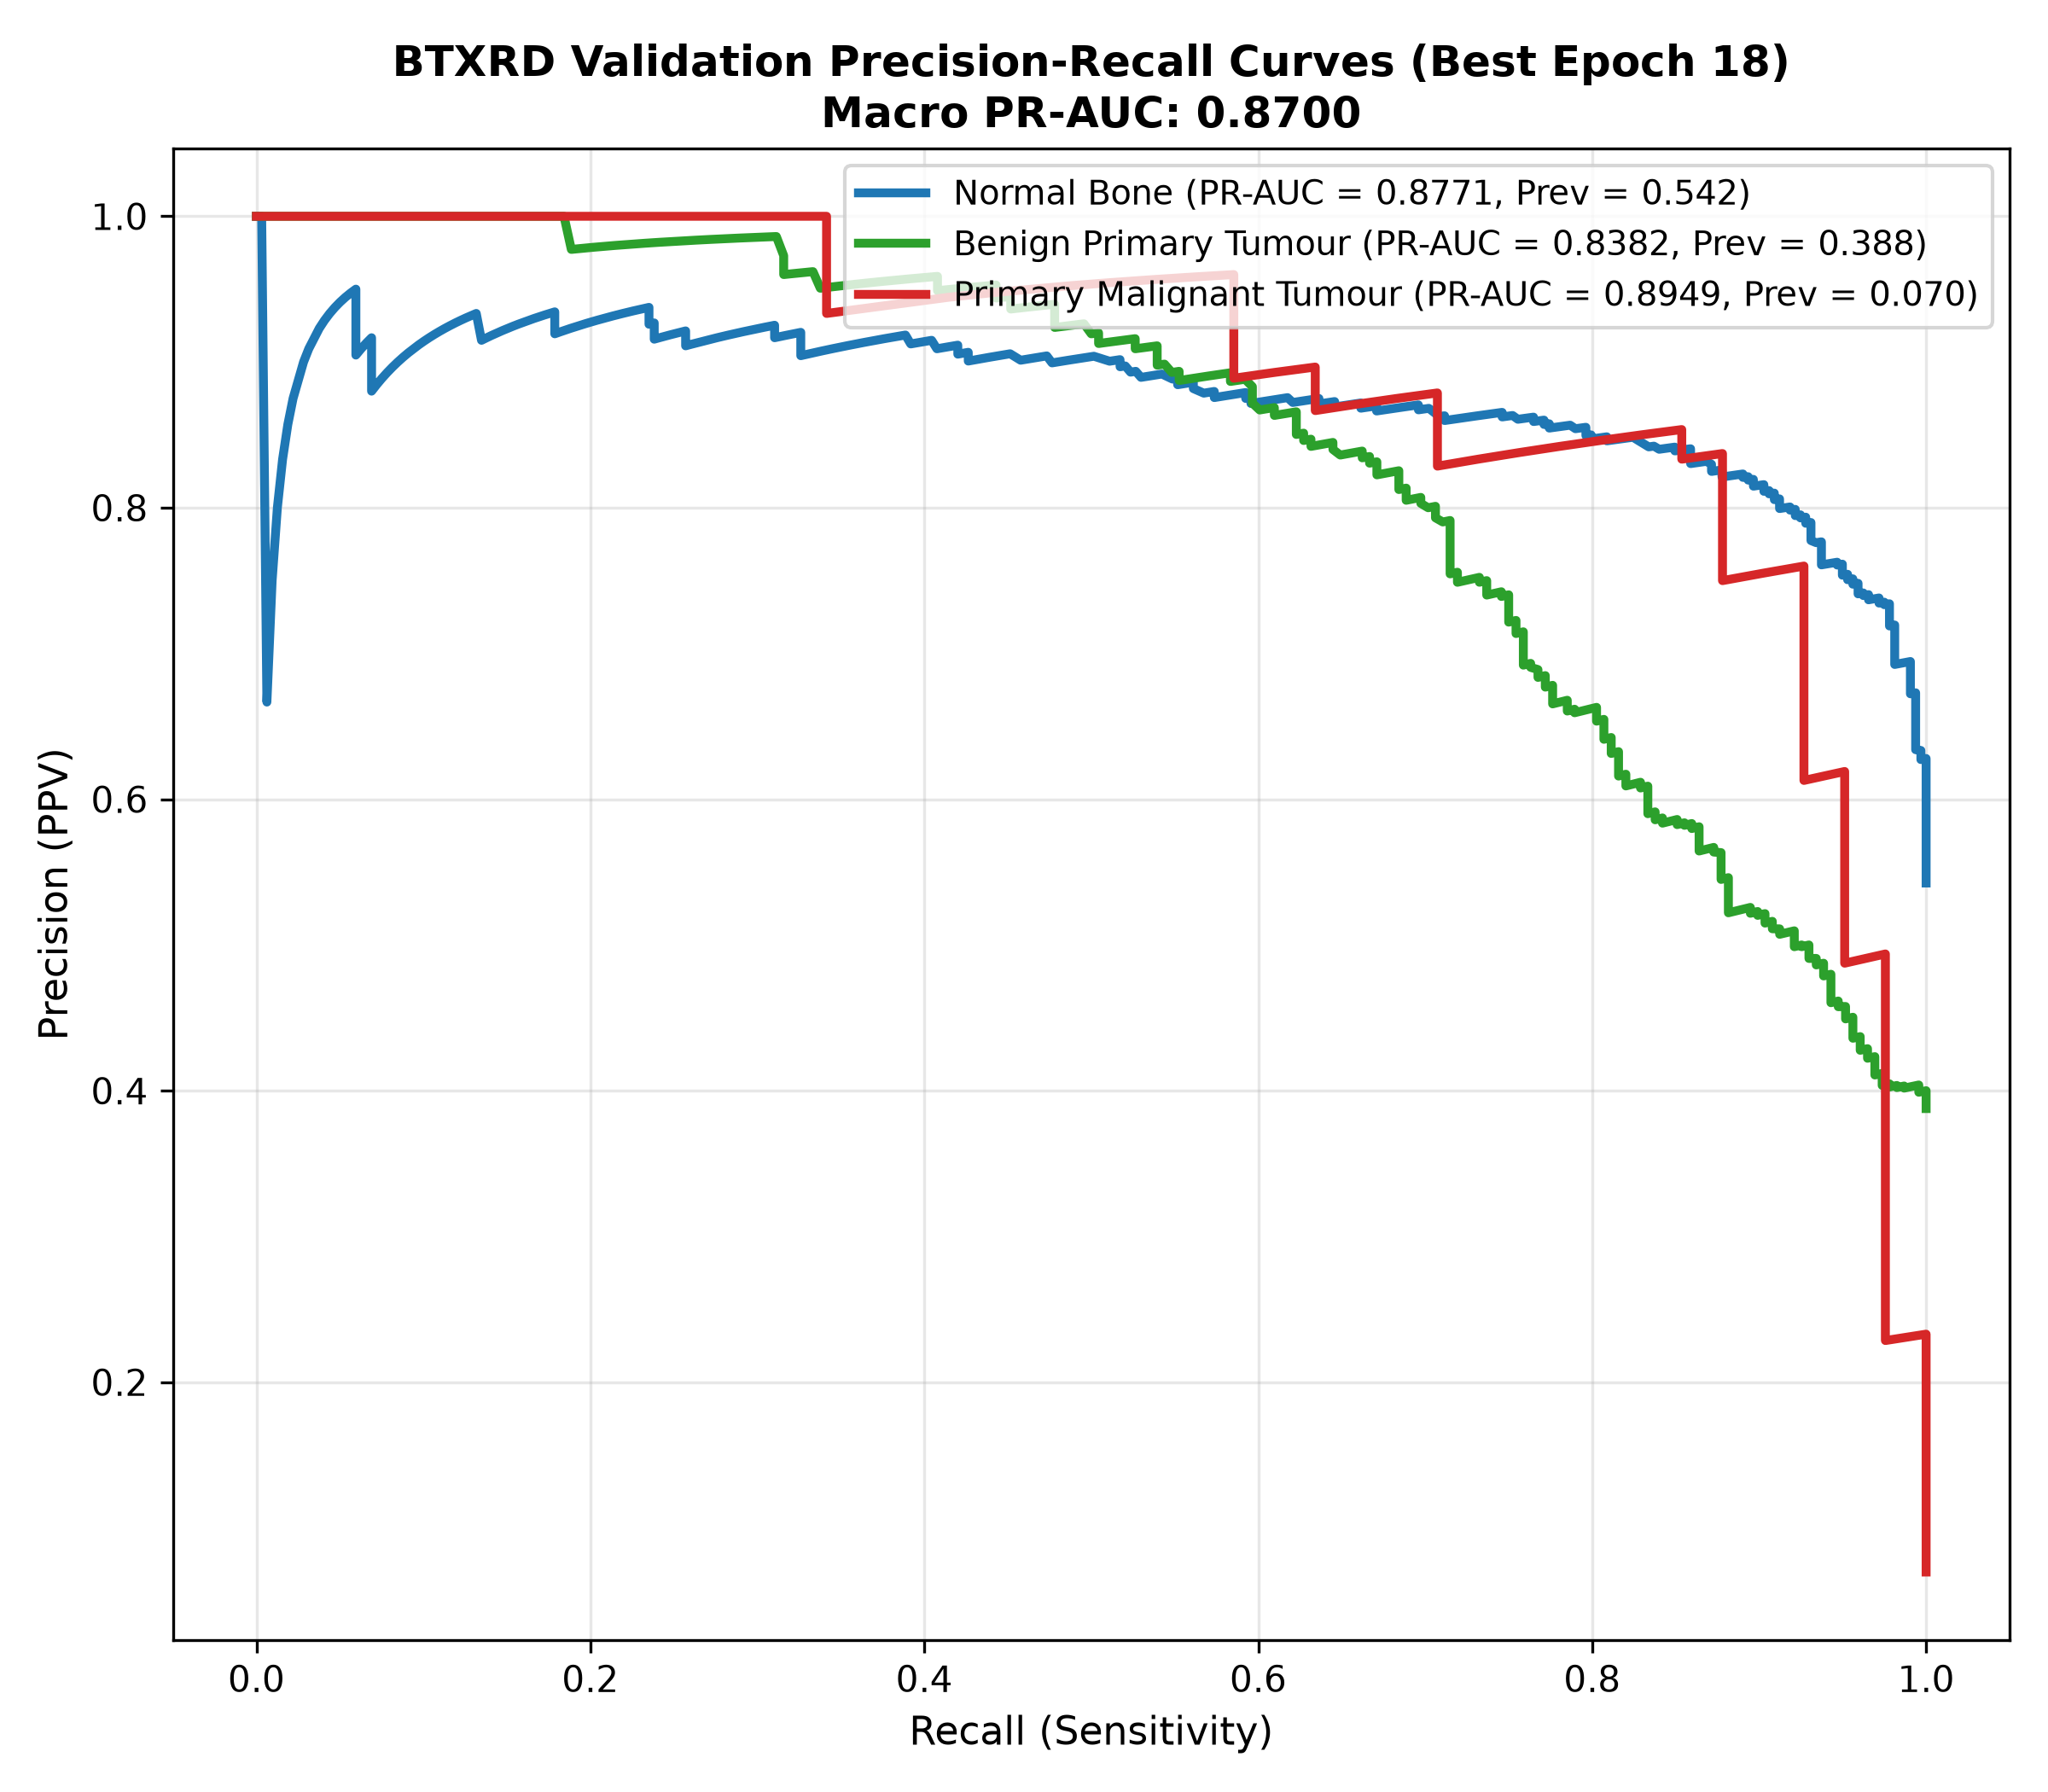 BTXRD Validation Precision-Recall Curves (Best Epoch 18)
Macro PR-AUC: 0.8700
Normal Bone (PR-AUC = 0.8771, Prev = 0.542)
Benign Primary Tumour (PR-AUC = 0.8382, Prev = 0.388)
Primary Malignant Tumour (PR-AUC = 0.8949, Prev = 0.070)
Precision (PPV)
1.0
0.8
0.6
0.4
0.2
0.0 0.2 0.4 0.6 0.8 1.0
Recall (Sensitivity)